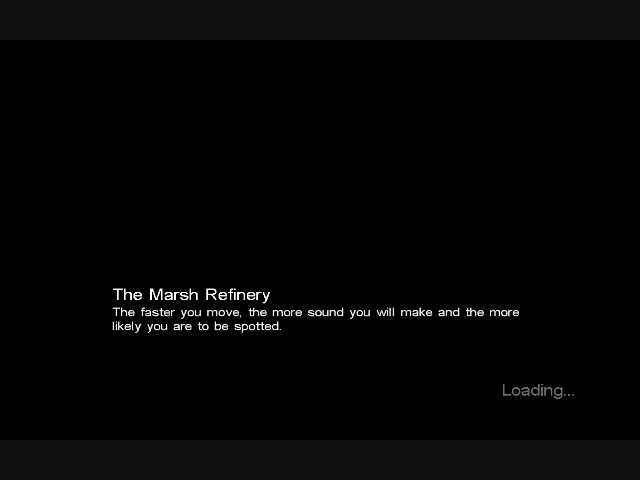 The Marsh Refinery
The faster you move, the more sound you will make and the more
likely you are to be spotted.
Loading...